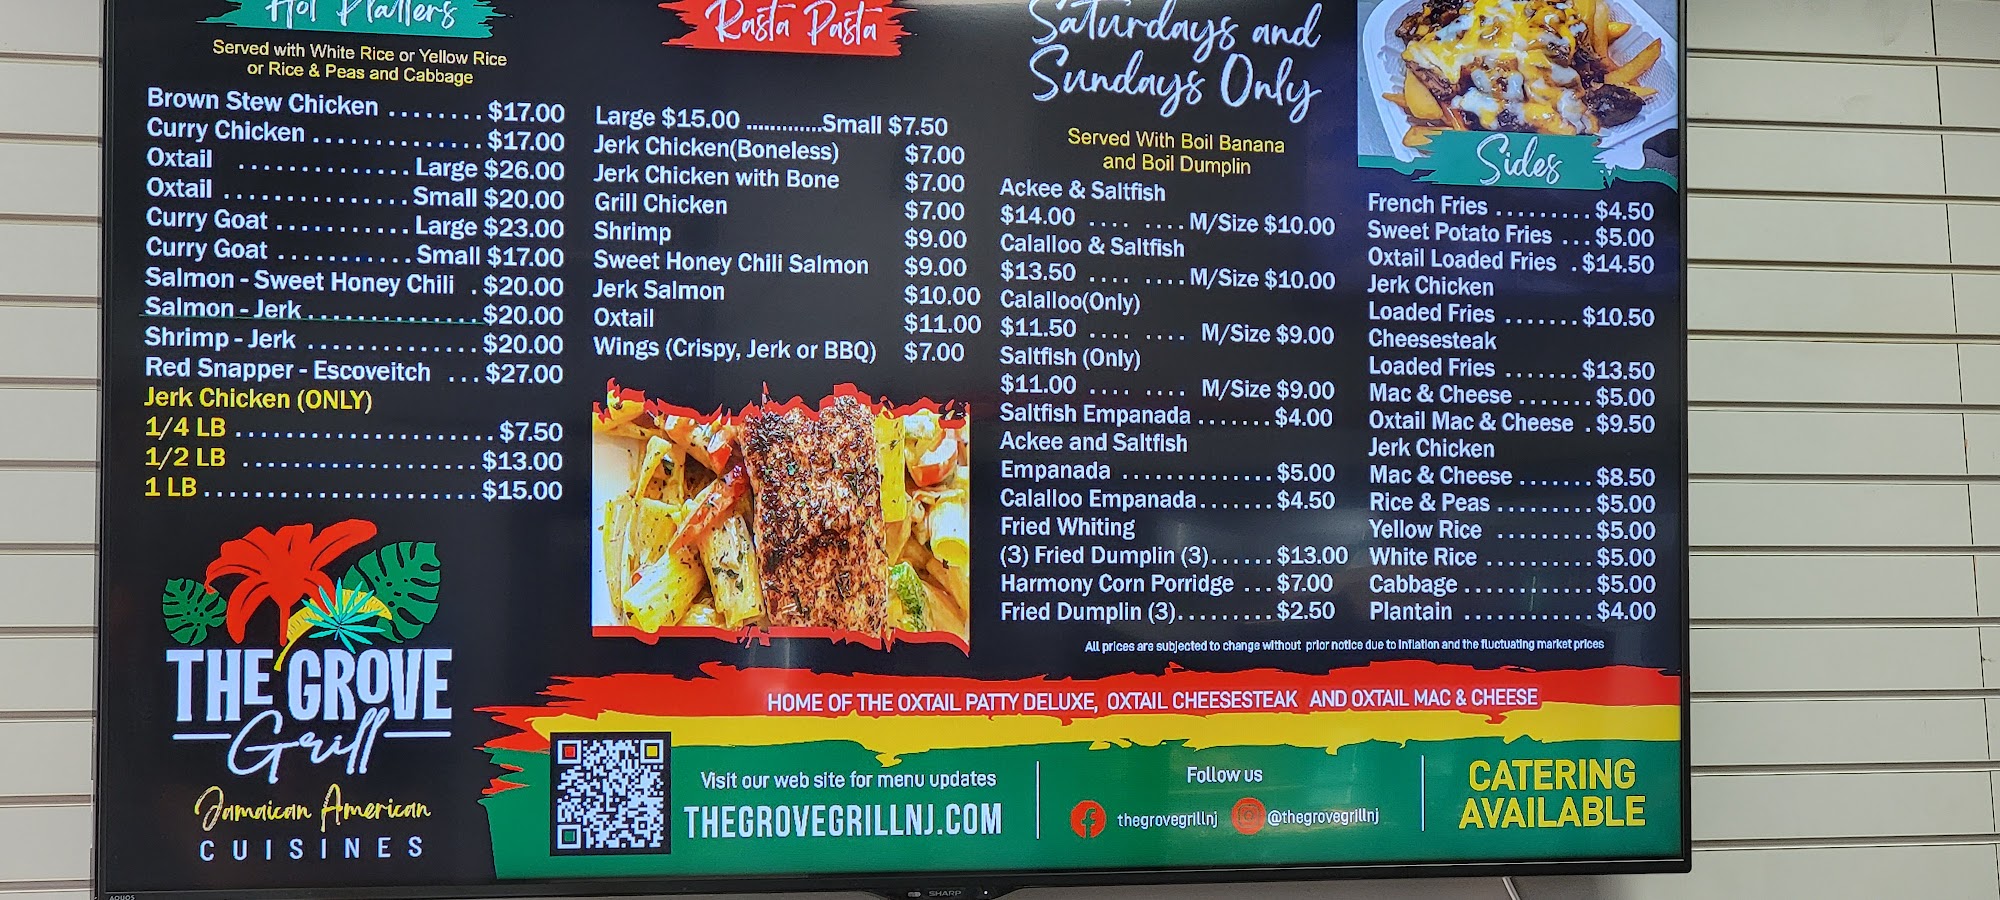 Hot Platters
Served with White Rice or Yellow Rice
or Rice & Peas and Cabbage
Brown Stew Chicken ........ $17.00
Curry Chicken .............. $17.00
Oxtail .............. Large $26.00
Oxtail ............... Small $20.00
Curry Goat ........... Large $23.00
Curry Goat ........... Small $17.00
Salmon - Sweet Honey Chili . $20.00
Salmon - Jerk .............. $20.00
Shrimp - Jerk .............. $20.00
Red Snapper - Escoveitch ... $27.00
Jerk Chicken (ONLY)
1/4 LB ...................... $7.50
1/2 LB .................... $13.00
1 LB ....................... $15.00
THE GROVE
Grill
Jamaican American
CUISINES
Rasta Pasta
Large $15.00 .............Small $7.50
Jerk Chicken(Boneless) $7.00
Jerk Chicken with Bone $7.00
Grill Chicken $7.00
Shrimp $9.00
Sweet Honey Chili Salmon $9.00
Jerk Salmon $10.00
Oxtail $11.00
Wings (Crispy, Jerk or BBQ) $7.00
Saturdays and
Sundays Only
Served With Boil Banana
and Boil Dumplin
Ackee & Saltfish
$14.00 .... .... M/Size $10.00
Calalloo & Saltfish
$13.50 .... .... M/Size $10.00
Calalloo(Only)
$11.50 .... .... M/Size $9.00
Saltfish (Only)
$11.00 .... .... M/Size $9.00
Saltfish Empanada ....... $4.00
Ackee and Saltfish
Empanada ............. $5.00
Calalloo Empanada....... $4.50
Fried Whiting
(3) Fried Dumplin (3)...... $13.00
Harmony Corn Porridge ... $7.00
Fried Dumplin (3)......... $2.50
Sides
French Fries ......... $4.50
Sweet Potato Fries ... $5.00
Oxtail Loaded Fries . $14.50
Jerk Chicken
Loaded Fries ....... $10.50
Cheesesteak
Loaded Fries ....... $13.50
Mac & Cheese ....... $5.00
Oxtail Mac & Cheese . $9.50
Jerk Chicken
Mac & Cheese ....... $8.50
Rice & Peas ......... $5.00
Yellow Rice ......... $5.00
White Rice .......... $5.00
Cabbage ............ $5.00
Plantain ............ $4.00
All prices are subjected to change without prior notice due to inflation and the fluctuating market prices
HOME OF THE OXTAIL PATTY DELUXE, OXTAIL CHEESESTEAK AND OXTAIL MAC & CHEESE
Visit our web site for menu updates
THEGROVEGRILLNJ.COM
Follow us
thegrovegrillnj @thegrovegrillnj
CATERING
AVAILABLE
AQUOS
SHARP